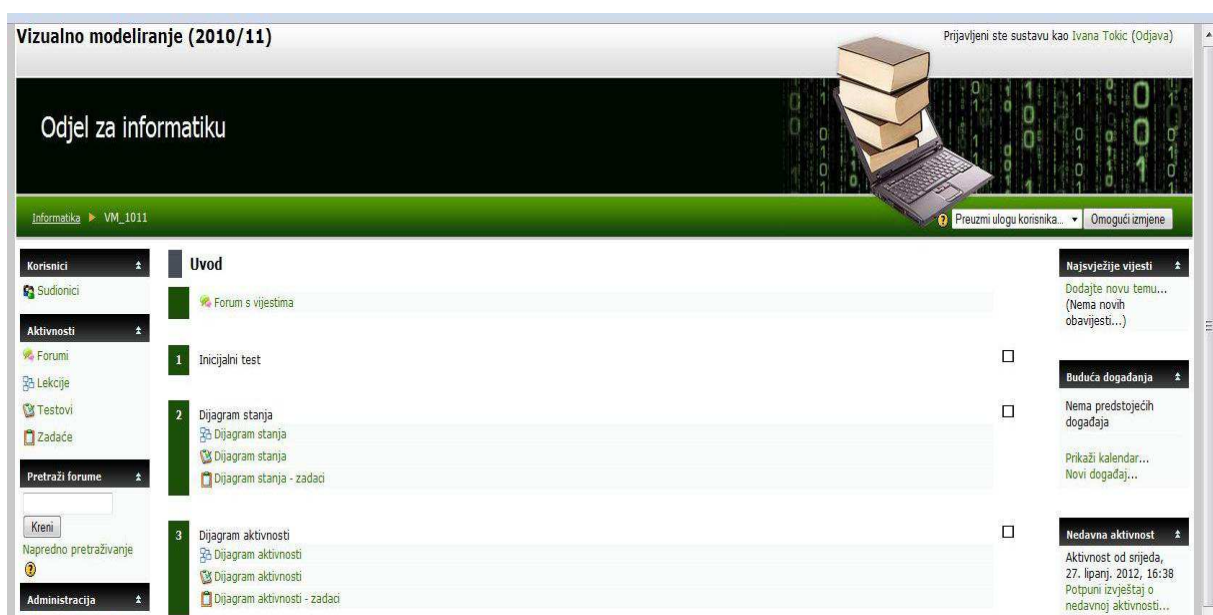 Vizualno modeliranje (2010/11)
Prijavljeni ste sustavu kao Ivana Tokic (Odjava)
Odjel za informatiku
Informatika ► VM_1011
Preuzmi ulogu korisnika...
Omogući izmjene
Korisnici
Sudionici
Aktivnosti
Forumi
Lekcije
Testovi
Zadaće
Pretraži forume
Kreni
Napredno pretraživanje
Administracija
Uvod
Forum s vijestima
1 Inicijalni test
2 Dijagram stanja
Dijagram stanja
Dijagram stanja
Dijagram stanja - zadaci
3 Dijagram aktivnosti
Dijagram aktivnosti
Dijagram aktivnosti
Dijagram aktivnosti - zadaci
Najsvježije vijesti
Dodajte novu temu...
(Nema novih
obavijesti...)
Buduća događanja
Nema predstojećih
događaja
Prikaži kalendar...
Novi događaj...
Nedavna aktivnost
Aktivnost od srijeda,
27. lipanj. 2012, 16:38
Potpuni izvještaj o
nedavnoj aktivnosti...